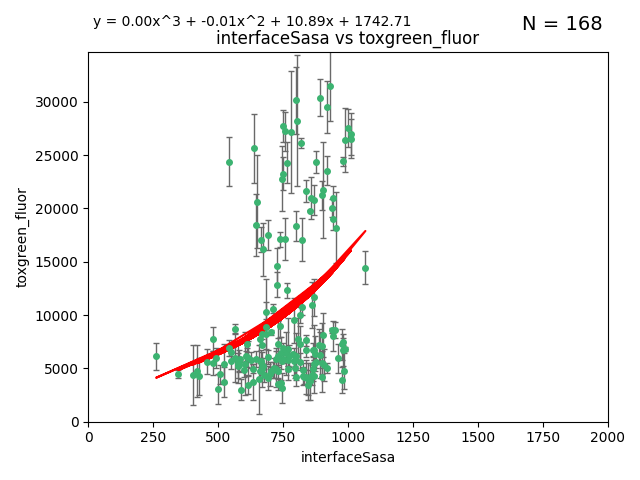 y = 0.00x^3 + -0.01x^2 + 10.89x + 1742.71
N = 168
interfaceSasa vs toxgreen_fluor
30000
25000
20000
15000
10000
5000
0
toxgreen_fluor
0 250 500 750 1000 1250 1500 1750 2000
interfaceSasa